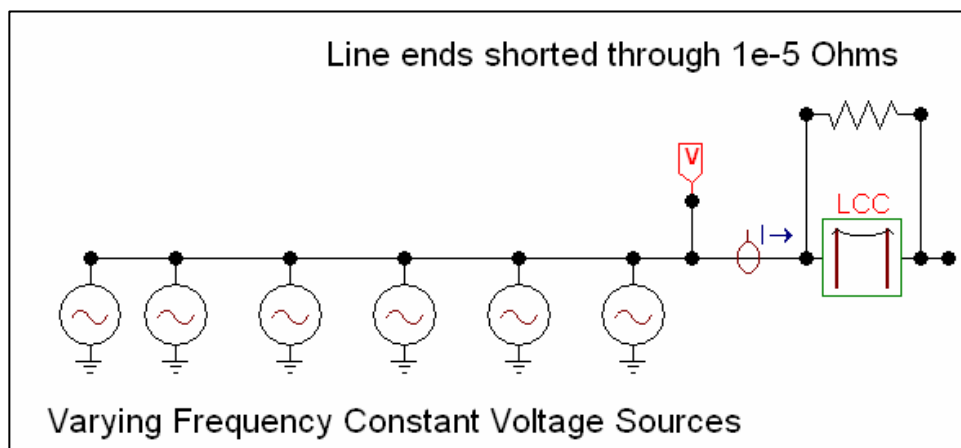 Line ends shorted through 1e-5 Ohms
V
I
LCC
Varying Frequency Constant Voltage Sources